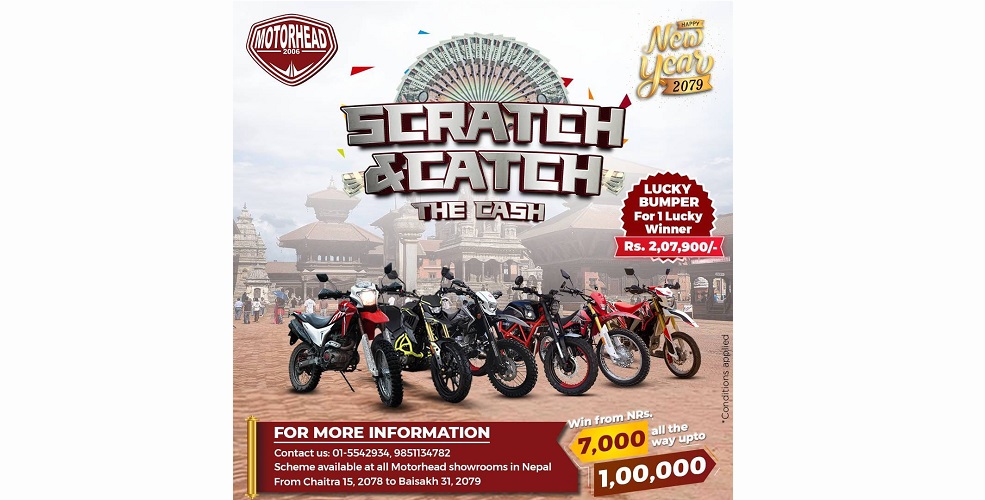 MOTORHEAD
2006
HAPPY
New
Year
2079
SCRATCH
&CATCH
THE CASH
LUCKY
BUMPER
For 1 Lucky
Winner
Rs. 2,07,900/-
*Conditions applied
FOR MORE INFORMATION
Contact us: 01-5542934, 9851134782
Scheme available at all Motorhead showrooms in Nepal
From Chaitra 15, 2078 to Baisakh 31, 2079
Win from NRs.
7,000 all the
way upto
1,00,000